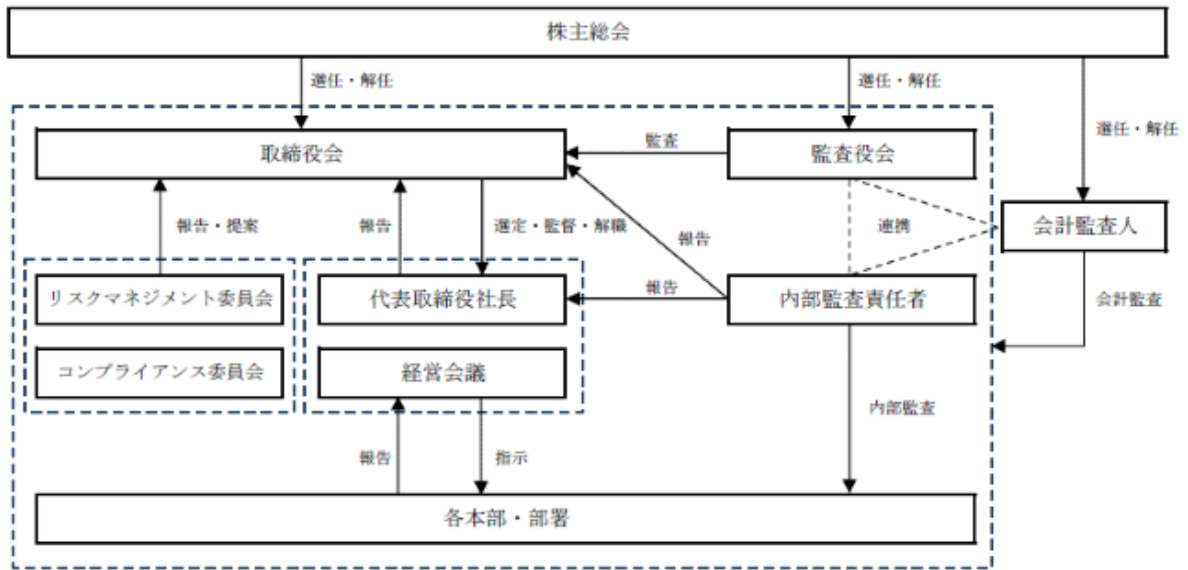 株主総会
選任・解任
選任・解任
選任・解任
取締役会
監査
監査役会
報告・提案
報告
選定・監督・解職
報告
連携
会計監査人
リスクマネジメント委員会
代表取締役社長
報告
内部監査責任者
会計監査
コンプライアンス委員会
経営会議
内部監査
報告
指示
各本部・部署